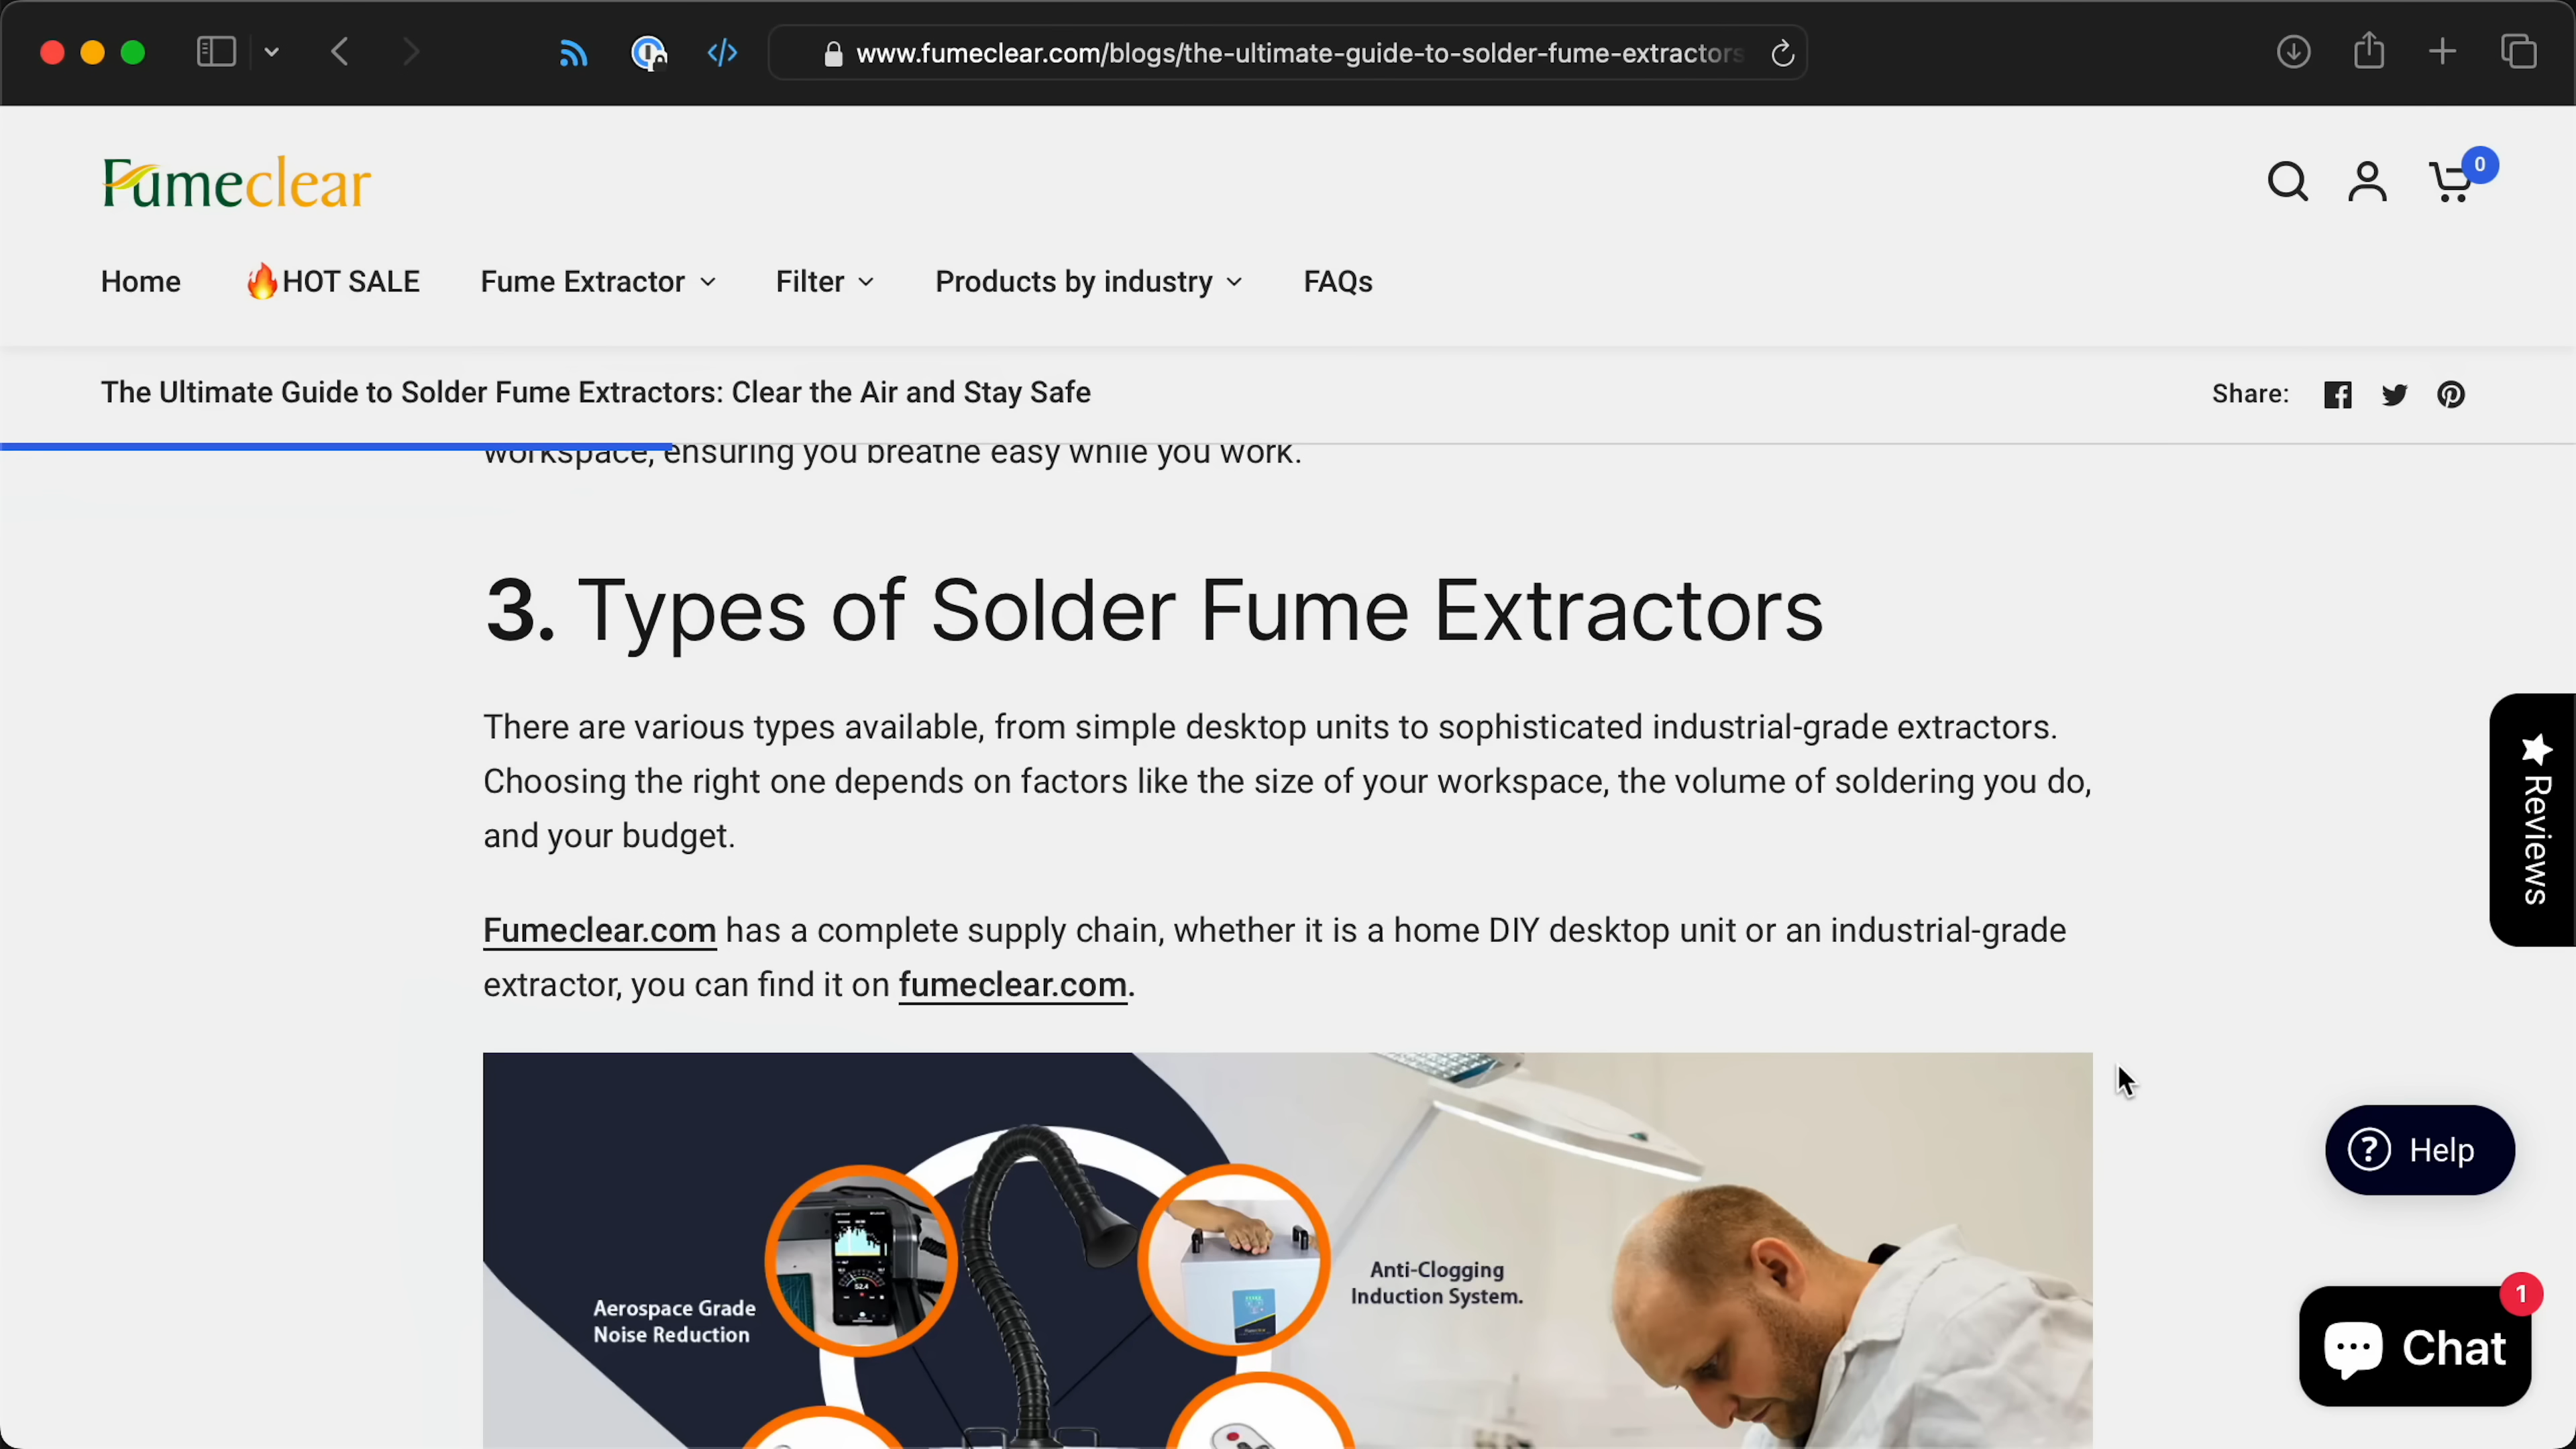 www.fumeclear.com/blogs/the-ultimate-guide-to-solder-fume-extractors
Fumeclear
0
Home
🔥HOT SALE
Fume Extractor
Filter
Products by industry
FAQs
The Ultimate Guide to Solder Fume Extractors: Clear the Air and Stay Safe
Share:
workspace, ensuring you breathe easy while you work.
3. Types of Solder Fume Extractors
There are various types available, from simple desktop units to sophisticated industrial-grade extractors.
Choosing the right one depends on factors like the size of your workspace, the volume of soldering you do,
and your budget.
Reviews
Fumeclear.com has a complete supply chain, whether it is a home DIY desktop unit or an industrial-grade
extractor, you can find it on fumeclear.com.
Help
Anti-Clogging
Induction System.
Aerospace Grade
Noise Reduction
52.4
1
Chat